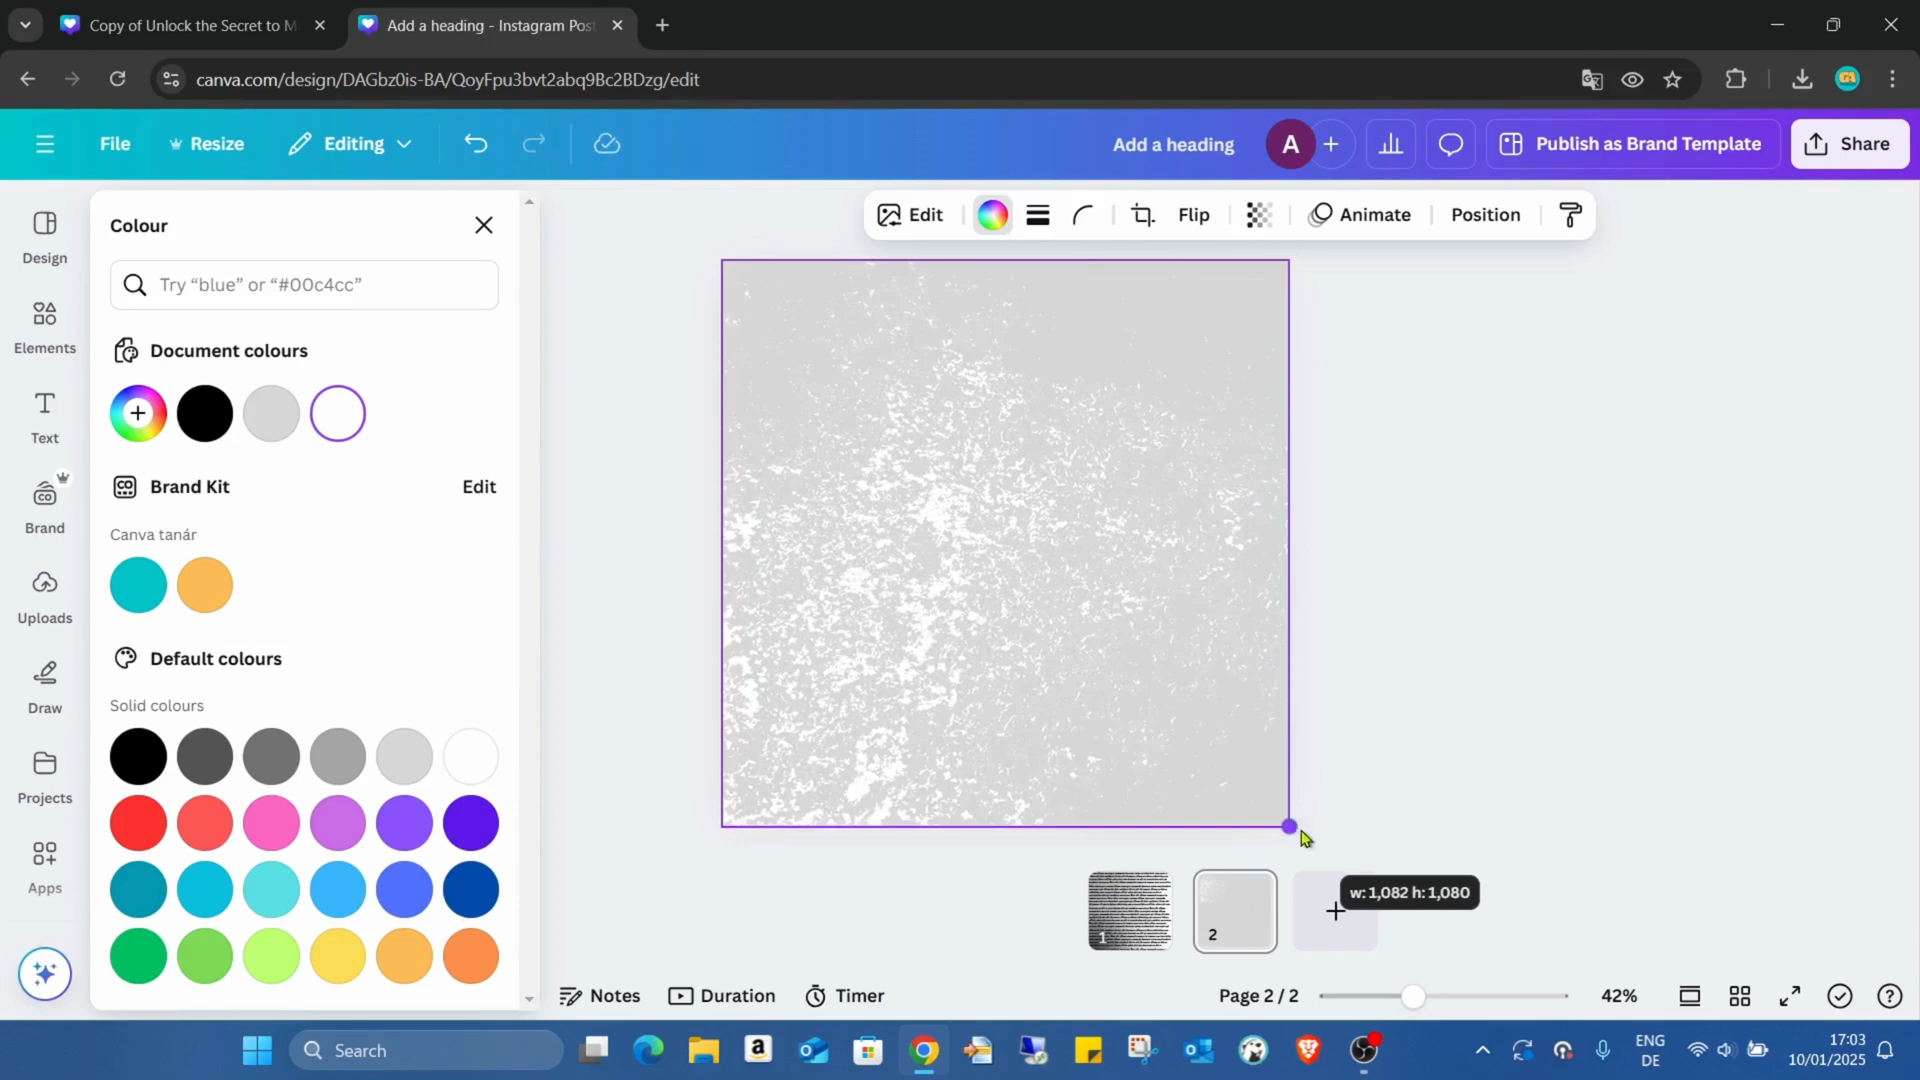 Copy of Unlock the Secret to M
Add a heading - Instagram Post
canva.com/design/DAGbz0is-BA/QoyFpu3bvt2abq9Bc2BDzg/edit
File
Resize
Editing
Add a heading
A
Publish as Brand Template
Share
Design
Elements
Text
Brand
Uploads
Draw
Projects
Apps
Colour
Try “blue” or “#00c4cc”
Document colours
Brand Kit
Edit
Canva tanár
Default colours
Solid colours
Edit
Flip
Animate
Position
1
2
w: 1,082 h: 1,080
Notes
Duration
Timer
Page 2 / 2
42%
Search
ENG
DE
17:03
10/01/2025